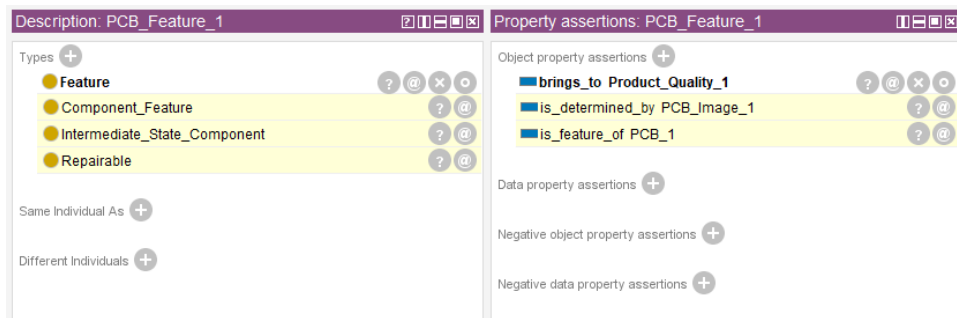 Description: PCB_Feature_1
Types
Feature
Component_Feature
Intermediate_State_Component
Repairable
Same Individual As
Different Individuals
Property assertions: PCB_Feature_1
Object property assertions
brings_to Product_Quality_1
is_determined_by PCB_Image_1
is_feature_of PCB_1
Data property assertions
Negative object property assertions
Negative data property assertions